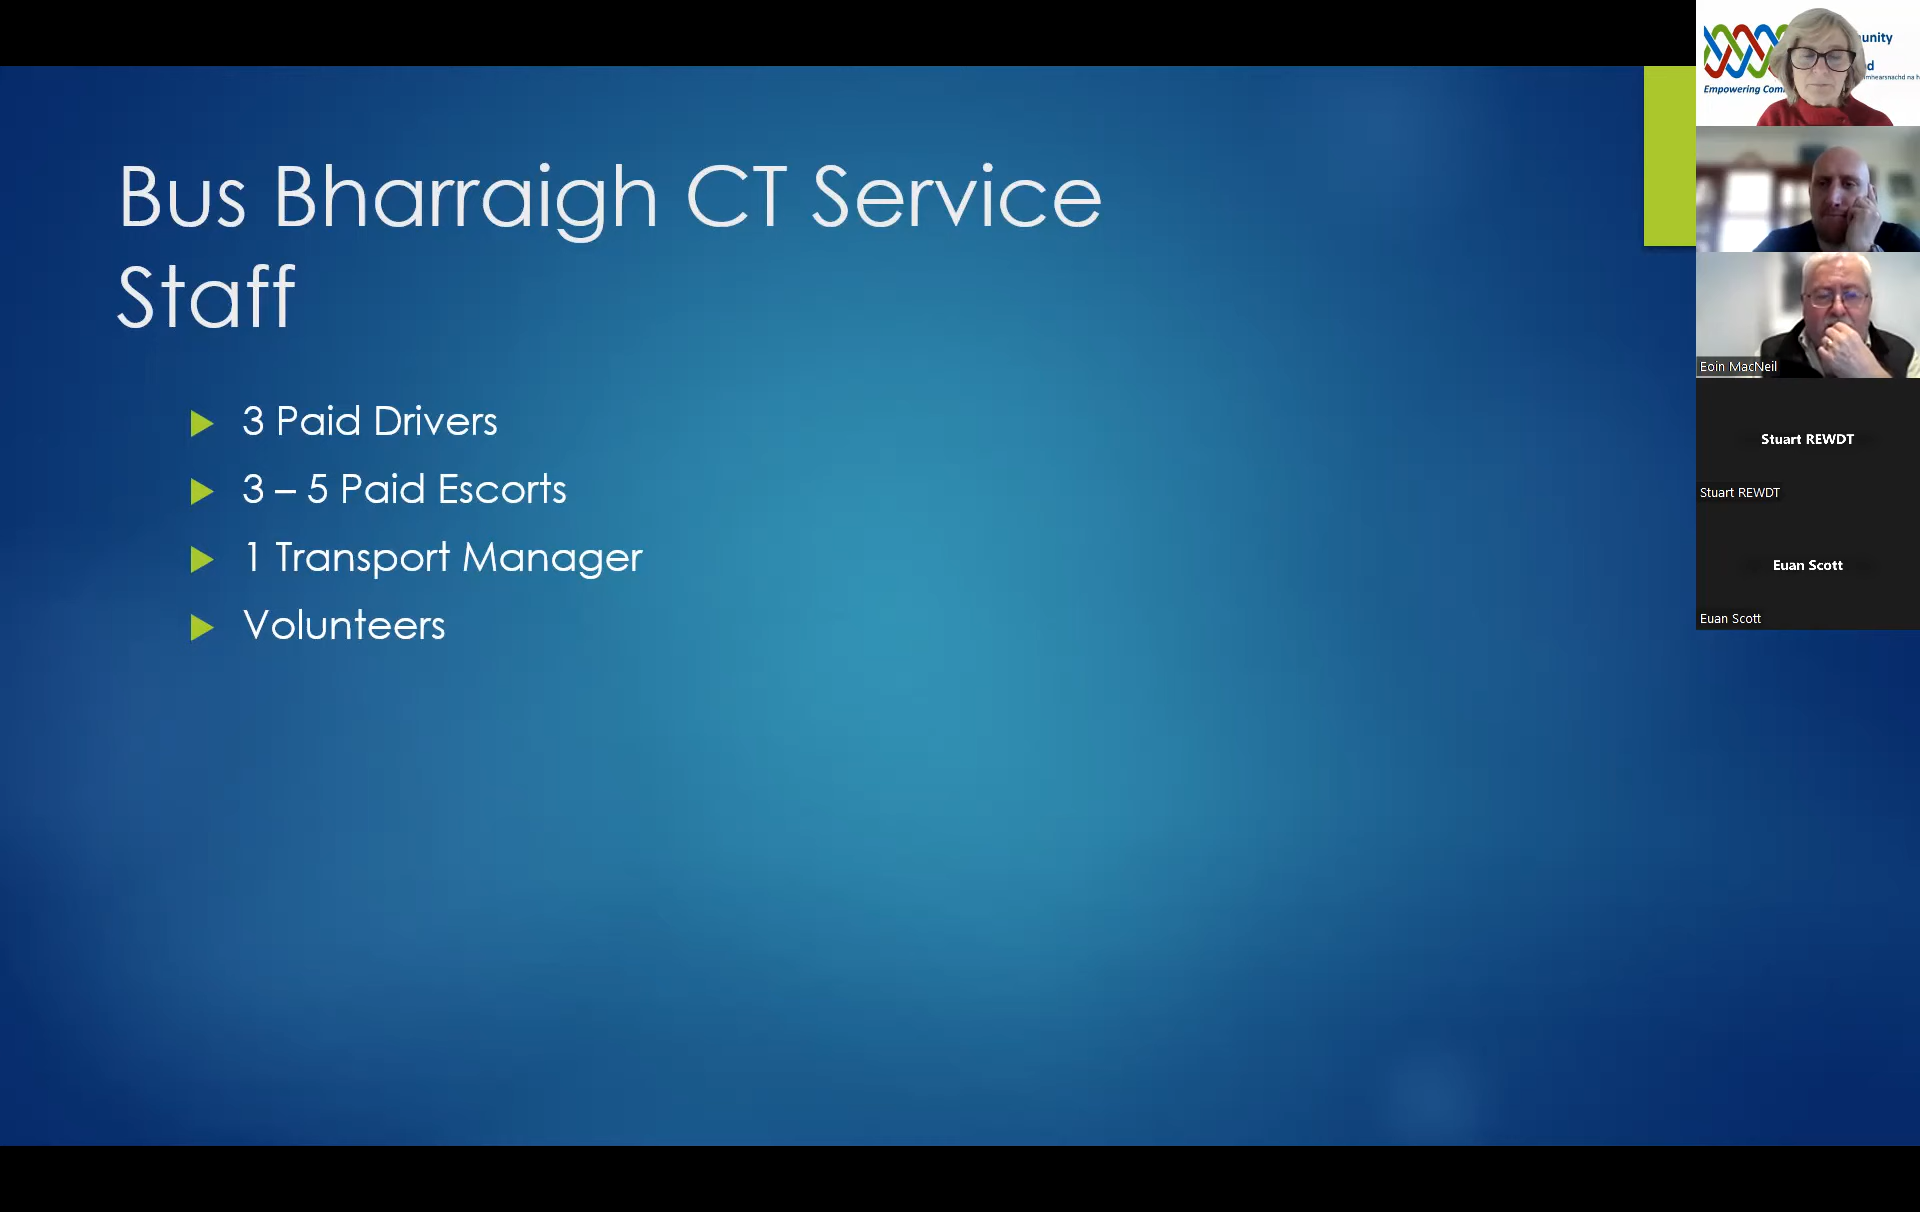 Bus Bharraigh CT Service
Staff
3 Paid Drivers
3 – 5 Paid Escorts
1 Transport Manager
Volunteers
Empowering Com
Eoin MacNeil
Stuart REWDT
Stuart REWDT
Euan Scott
Euan Scott